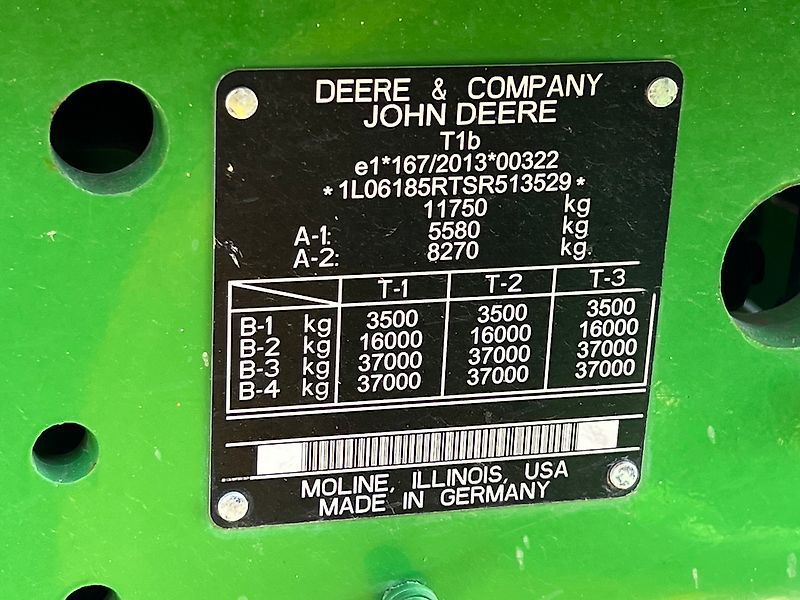 DEERE & COMPANY
JOHN DEERE
T1b
e1*167/2013*00322
*1L06185RTSR513529*
11750 kg
A-1: 5580 kg
A-2: 8270 kg.
T-1 T-2 T-3
B-1 kg 3500 3500 3500
B-2 kg 16000 16000 16000
B-3 kg 37000 37000 37000
B-4 kg 37000 37000 37000
MOLINE, ILLINOIS, USA
MADE IN GERMANY